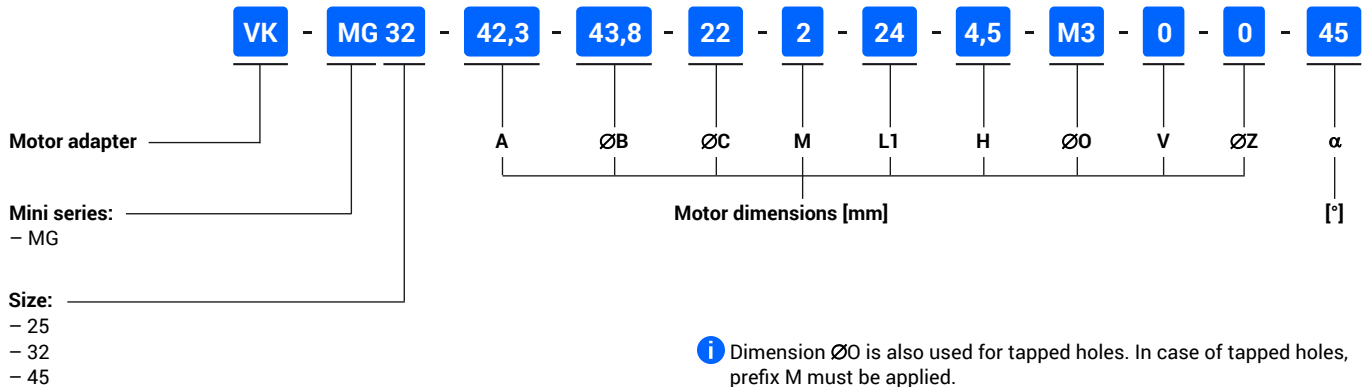 VK - MG 32 - 42,3 - 43,8 - 22 - 2 - 24 - 4,5 - M3 - 0 - 0 - 45
Motor adapter A ∅B ∅C M L1 H ∅O V ∅Z α
Mini series: Motor dimensions [mm] [°]
– MG
Size:
– 25
– 32
– 45
i Dimension ∅O is also used for tapped holes. In case of tapped holes,
prefix M must be applied.